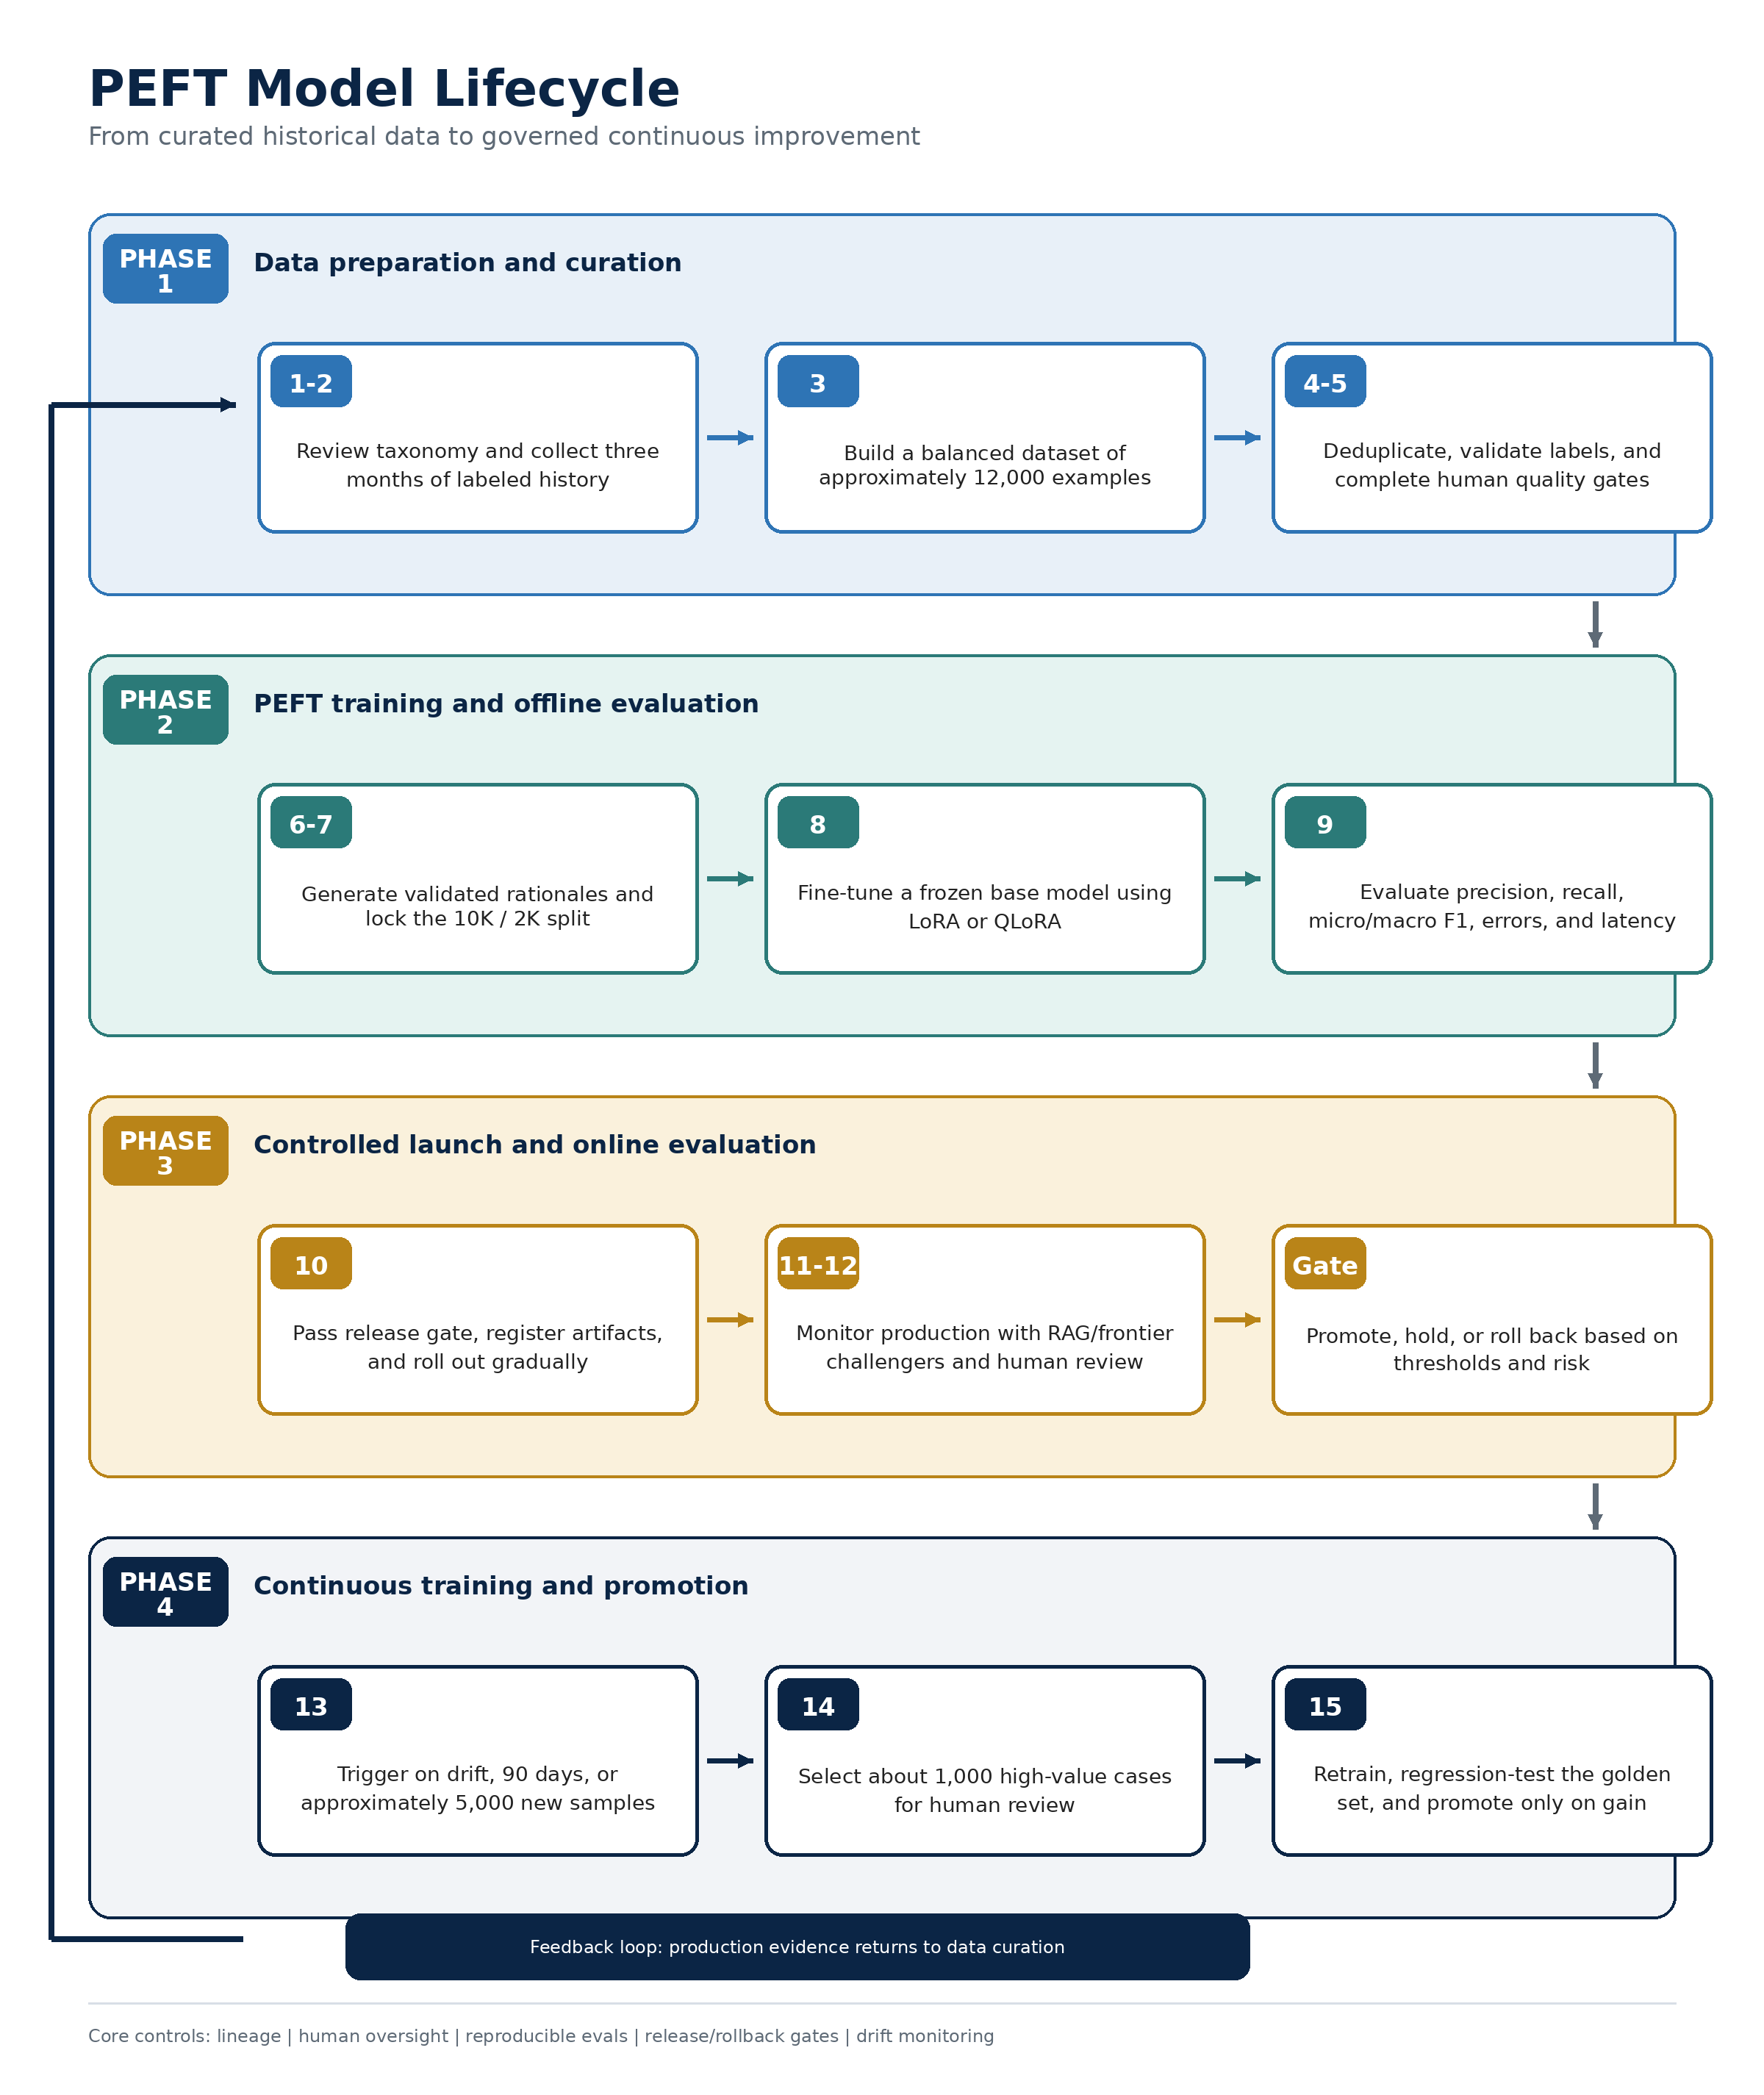 PEFT Model Lifecycle
From curated historical data to governed continuous improvement
PHASE
1
Data preparation and curation
1-2
Review taxonomy and collect three
months of labeled history
3
Build a balanced dataset of
approximately 12,000 examples
4-5
Deduplicate, validate labels, and
complete human quality gates
PHASE
2
PEFT training and offline evaluation
6-7
Generate validated rationales and
lock the 10K / 2K split
8
Fine-tune a frozen base model using
LoRA or QLoRA
9
Evaluate precision, recall,
micro/macro F1, errors, and latency
PHASE
3
Controlled launch and online evaluation
10
Pass release gate, register artifacts,
and roll out gradually
11-12
Monitor production with RAG/frontier
challengers and human review
Gate
Promote, hold, or roll back based on
thresholds and risk
PHASE
4
Continuous training and promotion
13
Trigger on drift, 90 days, or
approximately 5,000 new samples
14
Select about 1,000 high-value cases
for human review
15
Retrain, regression-test the golden
set, and promote only on gain
Feedback loop: production evidence returns to data curation
Core controls: lineage | human oversight | reproducible evals | release/rollback gates | drift monitoring